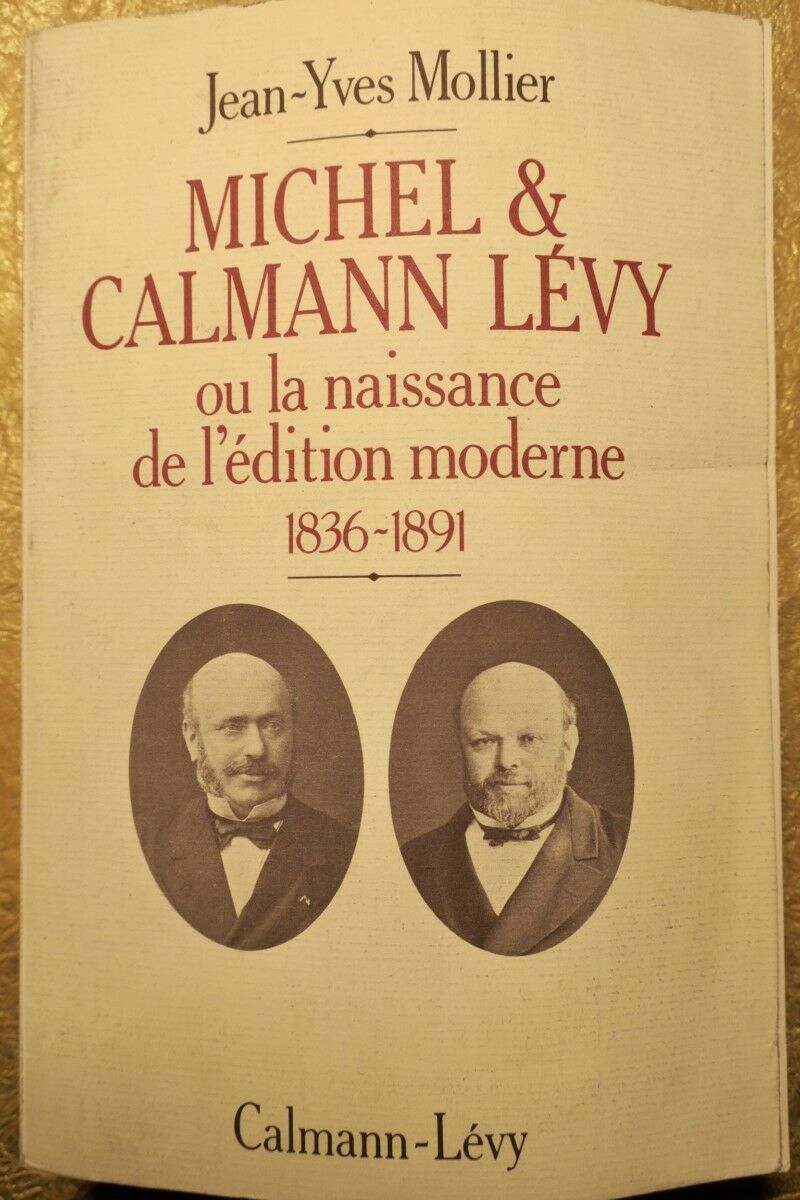 Jean-Yves Mollier
MICHEL &
CALMANN LÉVY
ou la naissance
de l'édition moderne
1836-1891
Calmann-Lévy